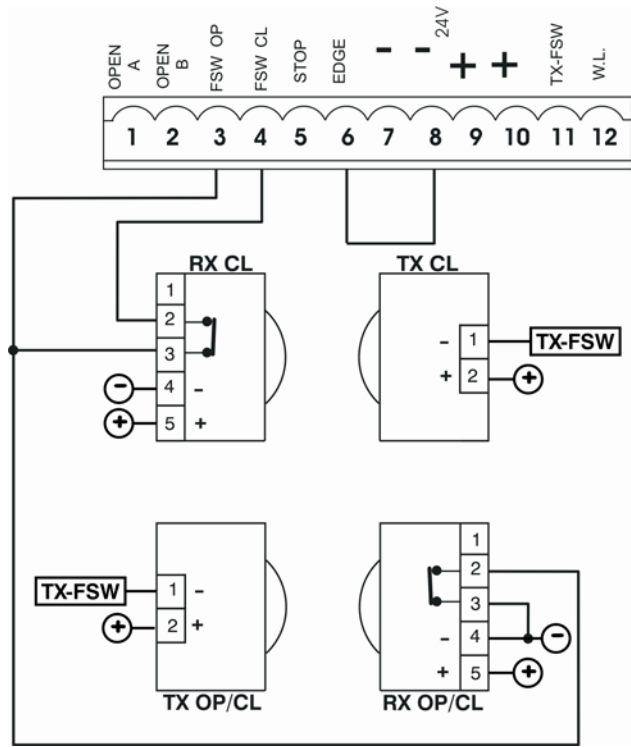 OPEN A
OPEN B
FSW OP
FSW CL
STOP
EDGE
-
-
24V
+
+
TX-FSW
W.L.
1 2 3 4 5 6 7 8 9 10 11 12
RX CL
1
2
3
4 -
5 +
-
+
TX CL
- 1 TX-FSW
+ 2 +
TX-FSW 1 -
+ 2 +
TX OP/CL
1
2
3
- 4 -
+ 5 +
RX OP/CL